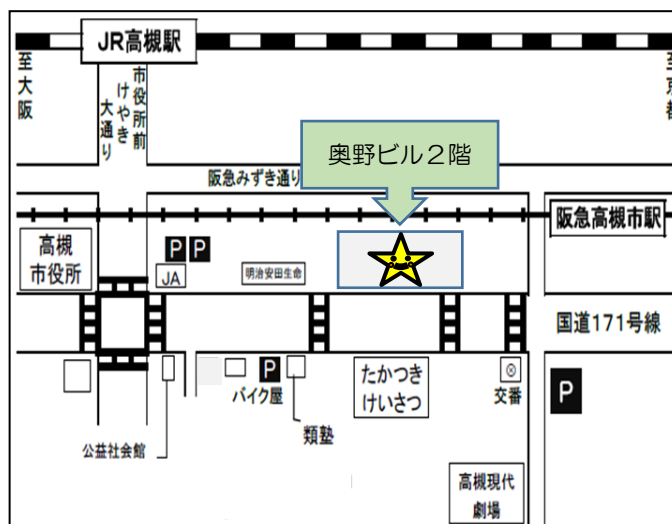 JR高槻駅
至大阪
市役所前
けやき
大通り
至京都
奥野ビル２階
阪急みずき通り
阪急高槻市駅
高槻
市役所
P P
JA
明治安田生命
国道171号線
P
バイク屋
たかつき
けいさつ
交番
P
類塾
公益社会館
高槻現代
劇場